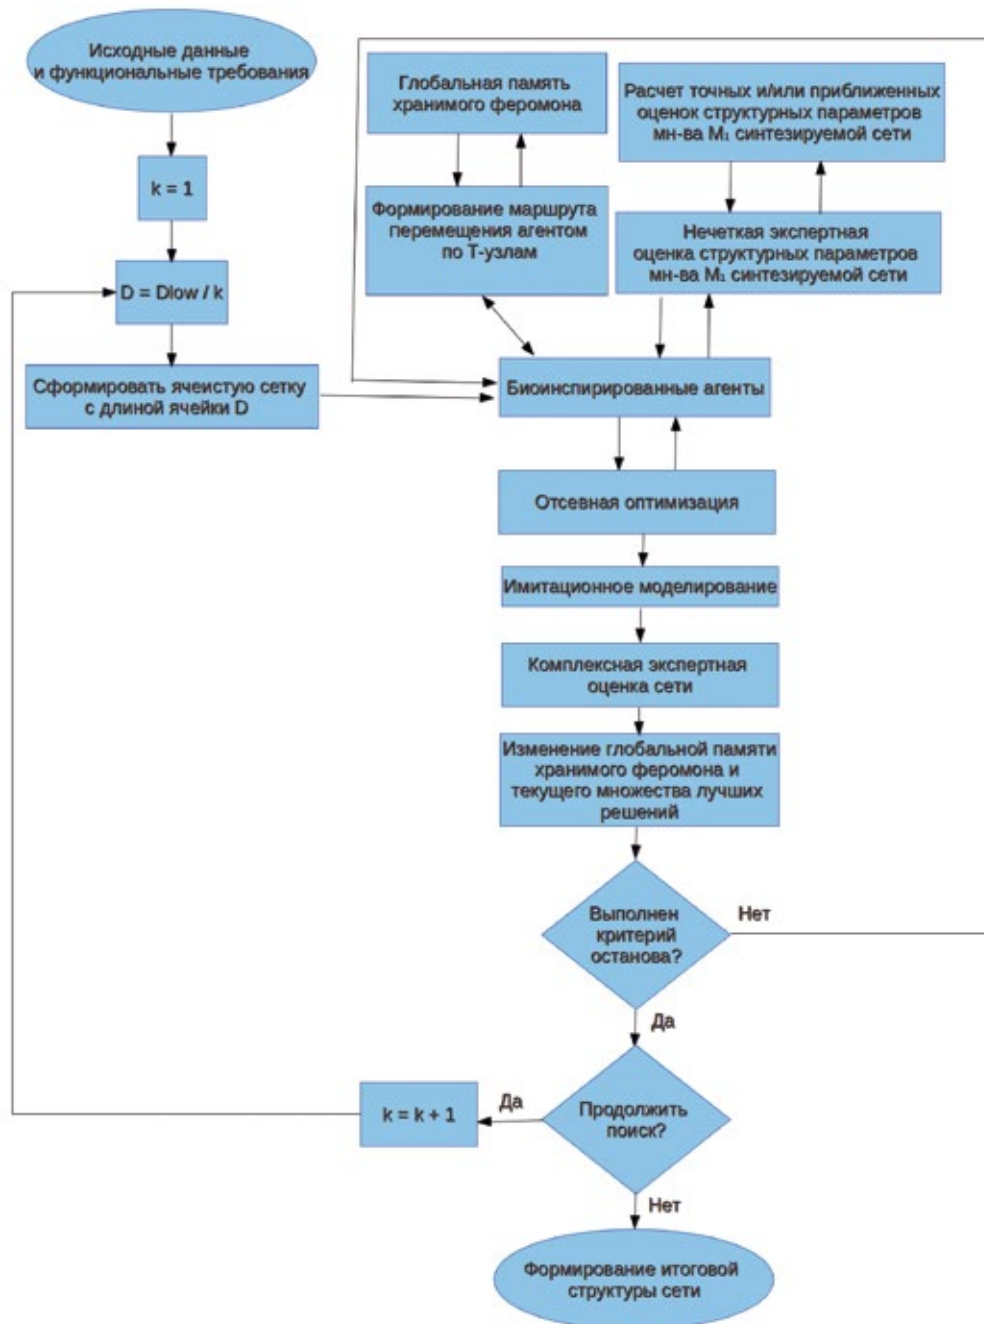 Исходные данные
и функциональные требования
k = 1
D = Dlow / k
Сформировать ячеистую сетку
с длиной ячейки D
Глобальная память
хранимого феромона
Формирование маршрута
перемещения агентом
по Т-узлам
Расчет точных и/или приближенных
оценок структурных параметров
мн-ва М₁ синтезируемой сети
Нечеткая экспертная
оценка структурных параметров
мн-ва М₁ синтезируемой сети
Биоинспирированные агенты
Отсевная оптимизация
Имитационное моделирование
Комплексная экспертная
оценка сети
Изменение глобальной памяти
хранимого феромона и
текущего множества лучших
решений
Выполнен
критерий
останова?
Нет
Да
Продолжить
поиск?
Да
k = k + 1
Нет
Формирование итоговой
структуры сети